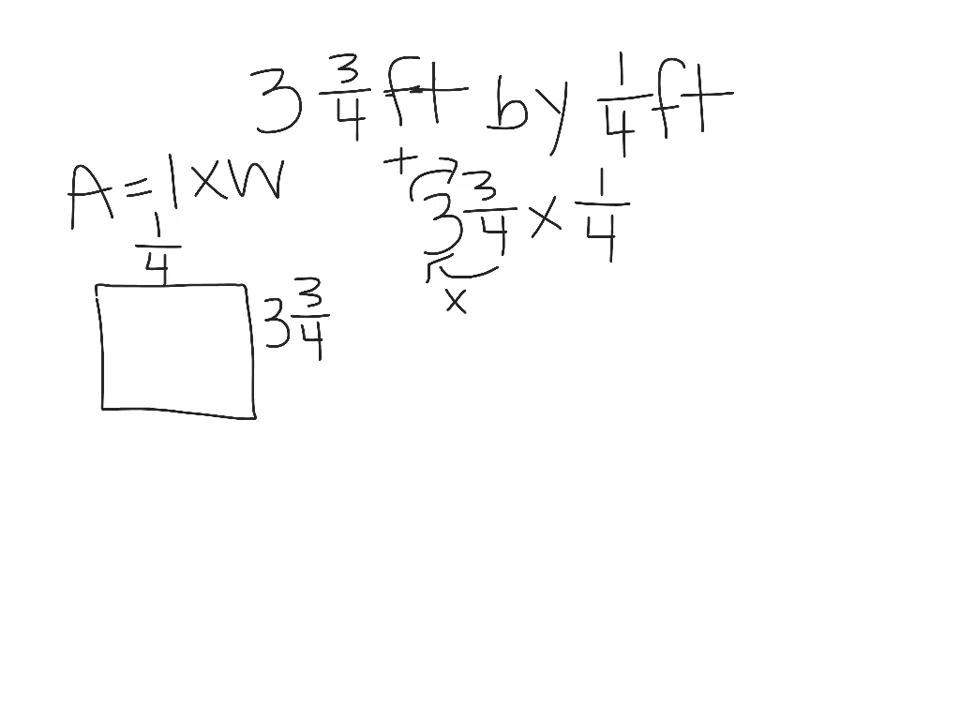 3 3/4 ft by 1/4 ft
A = l x W
+
3 3/4 x 1/4
x
1/4
3 3/4